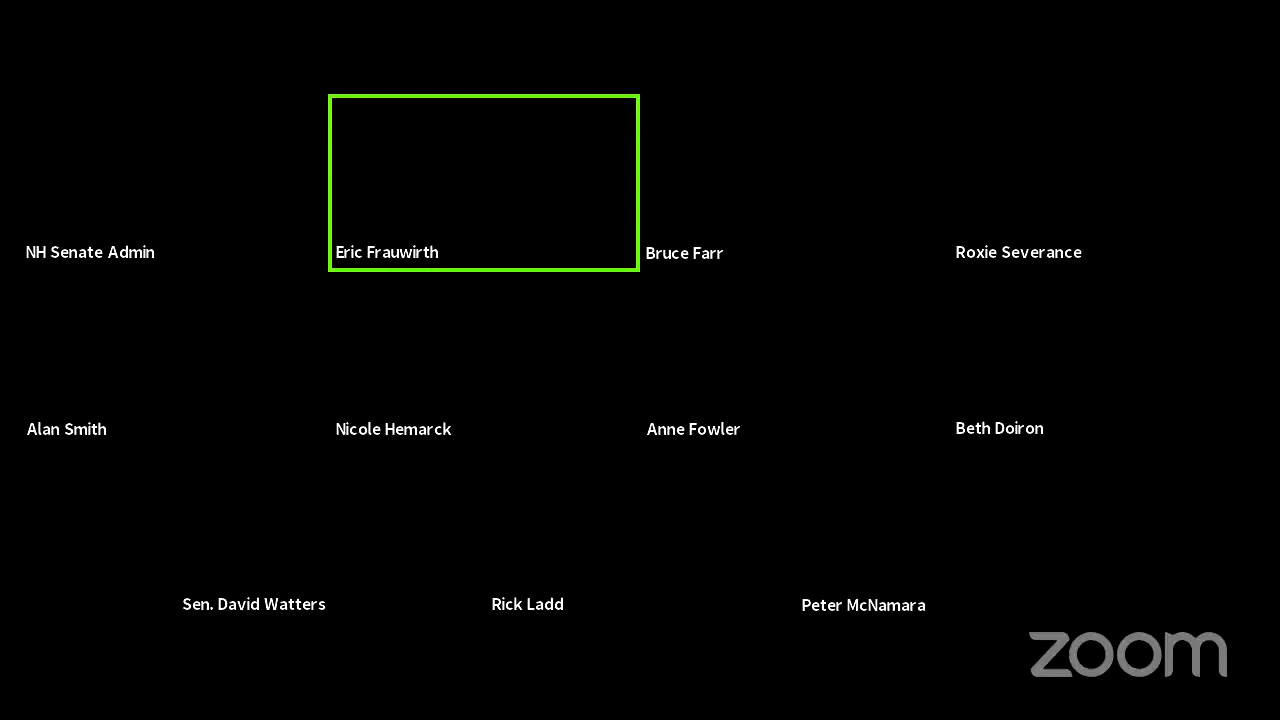 NH Senate Admin
Eric Frauwirth
Bruce Farr
Roxie Severance
Alan Smith
Nicole Hemarck
Anne Fowler
Beth Doiron
Sen. David Watters
Rick Ladd
Peter McNamara
zoom